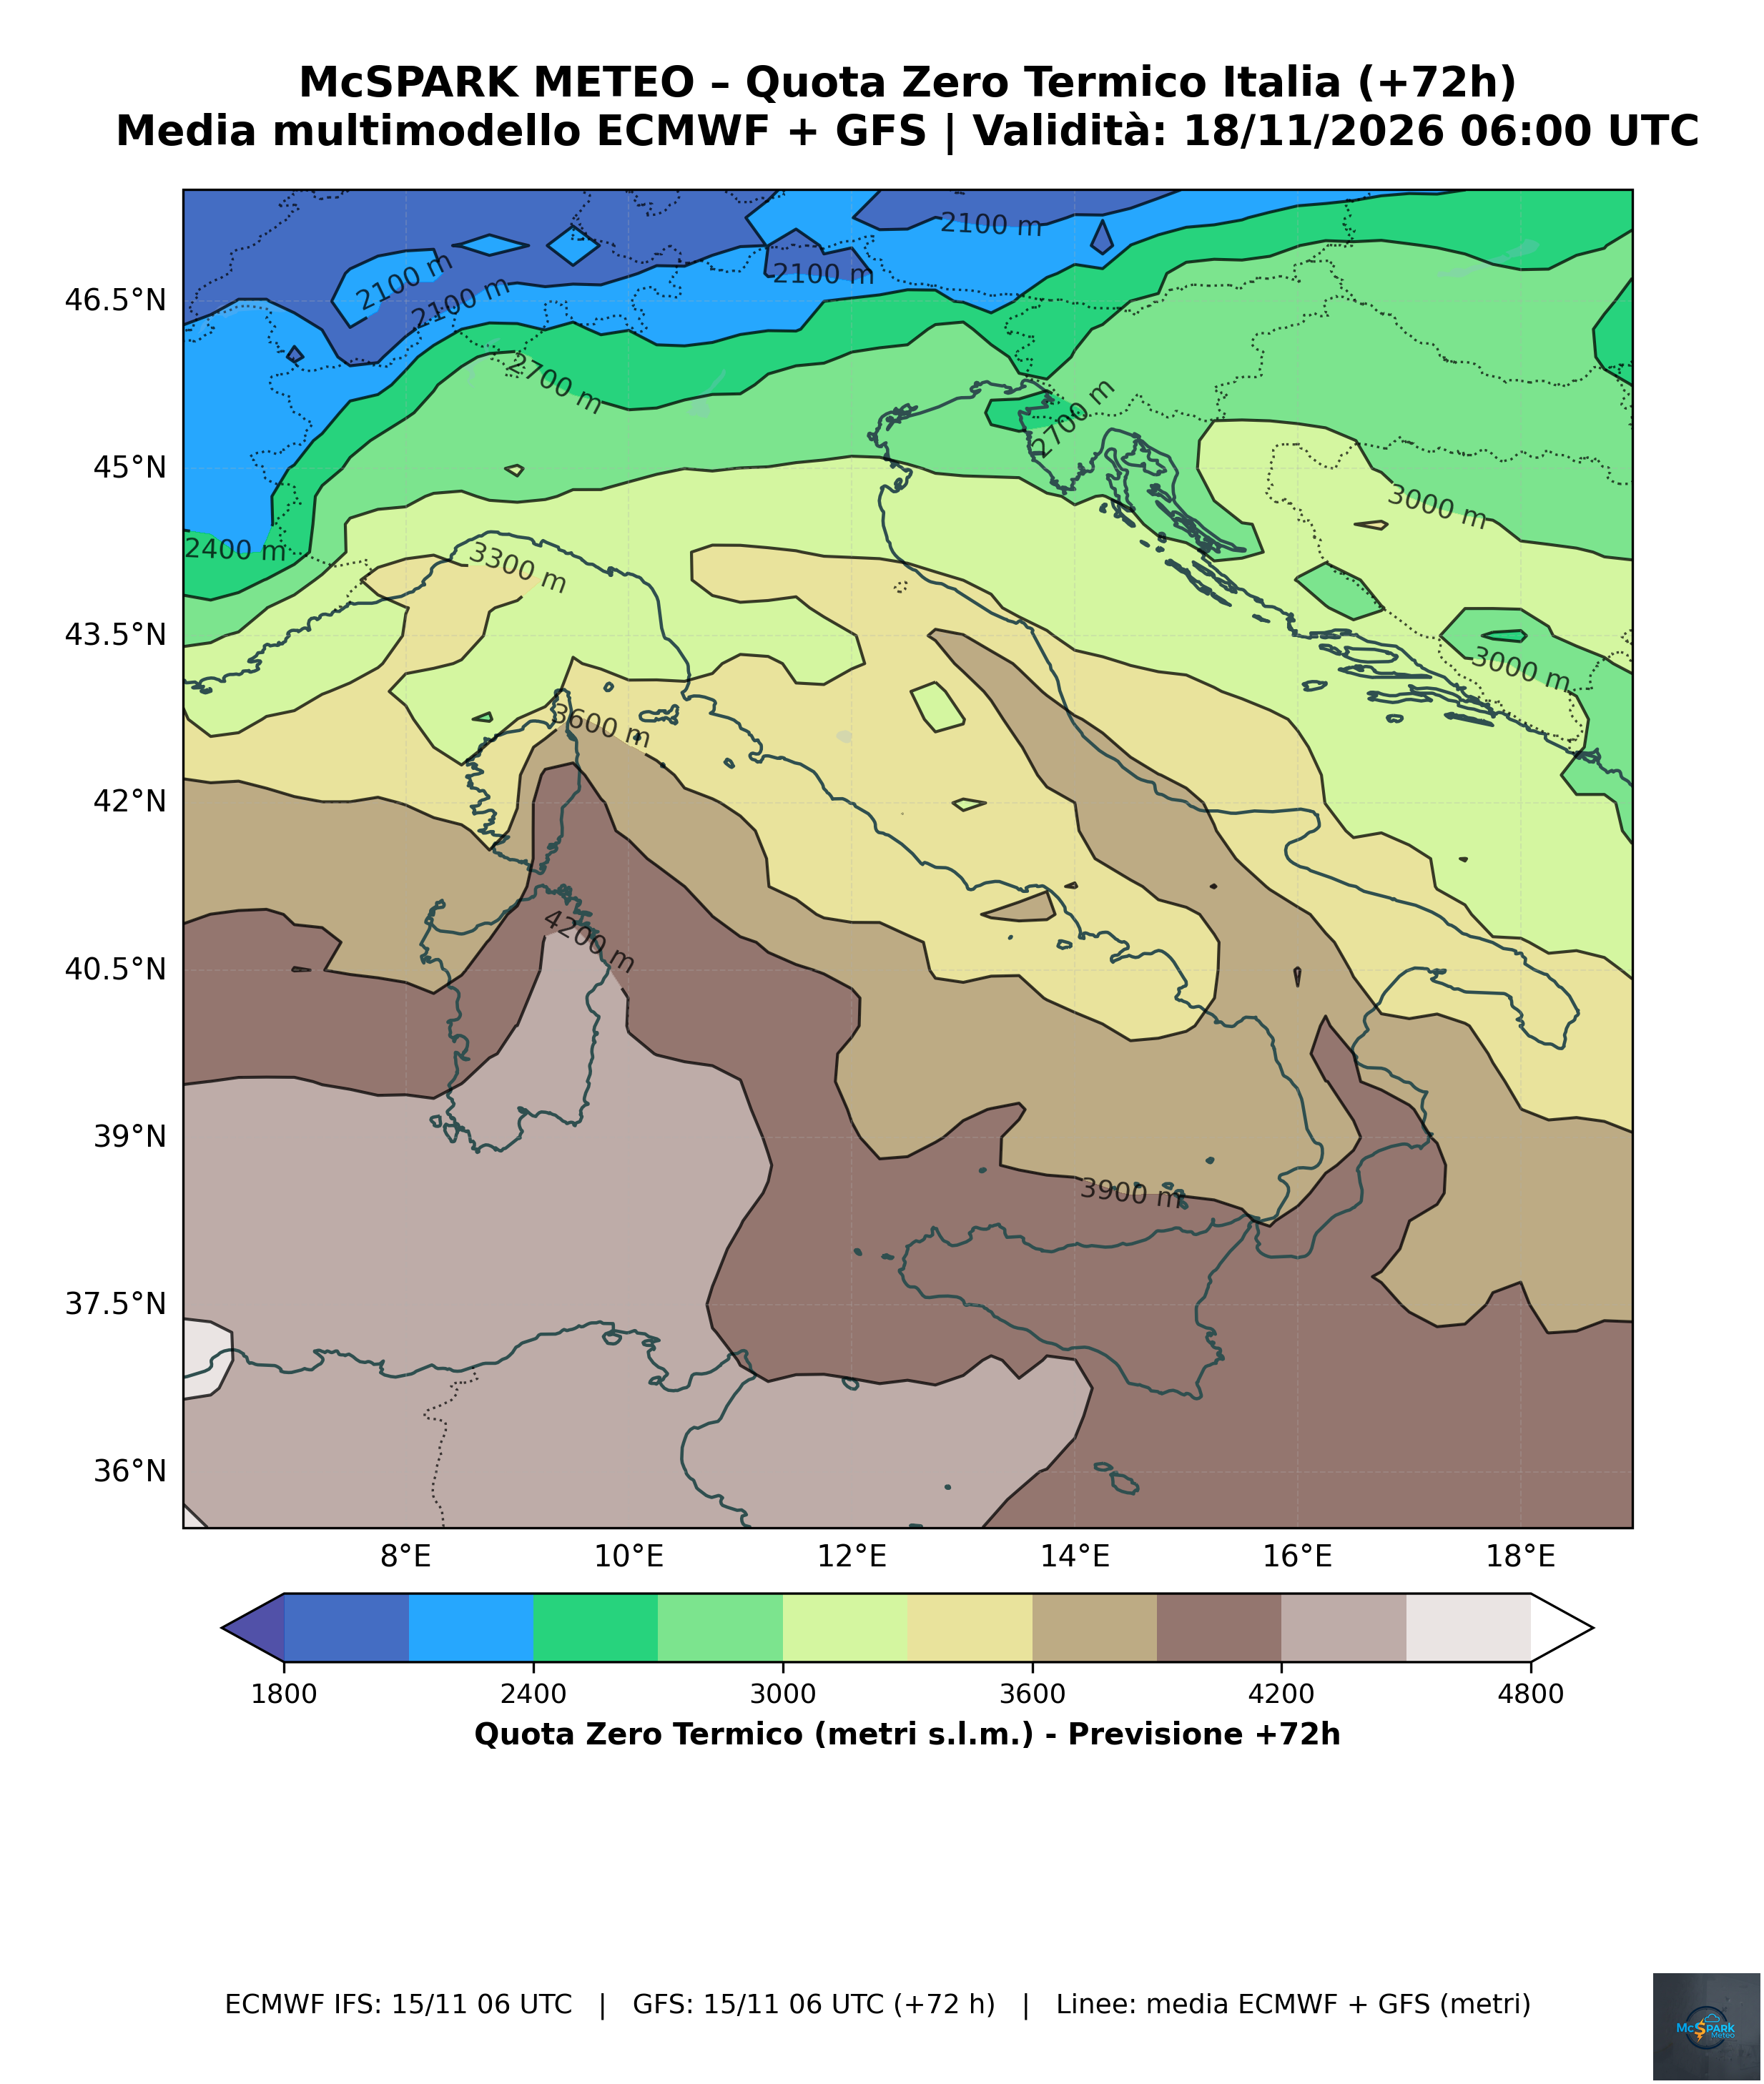 McSPARK METEO – Quota Zero Termico Italia (+72h)
Media multimodello ECMWF + GFS | Validità: 18/11/2026 06:00 UTC
2100 m
2100 m
2100 m
2100 m
46.5°N
2700 m
2700 m
45°N
3000 m
2400 m
3300 m
43.5°N
3000 m
3600 m
42°N
4200 m
40.5°N
39°N
3900 m
37.5°N
36°N
8°E 10°E 12°E 14°E 16°E 18°E
1800 2400 3000 3600 4200 4800
Quota Zero Termico (metri s.l.m.) - Previsione +72h
ECMWF IFS: 15/11 06 UTC | GFS: 15/11 06 UTC (+72 h) | Linee: media ECMWF + GFS (metri)
McSPARK
Meteo